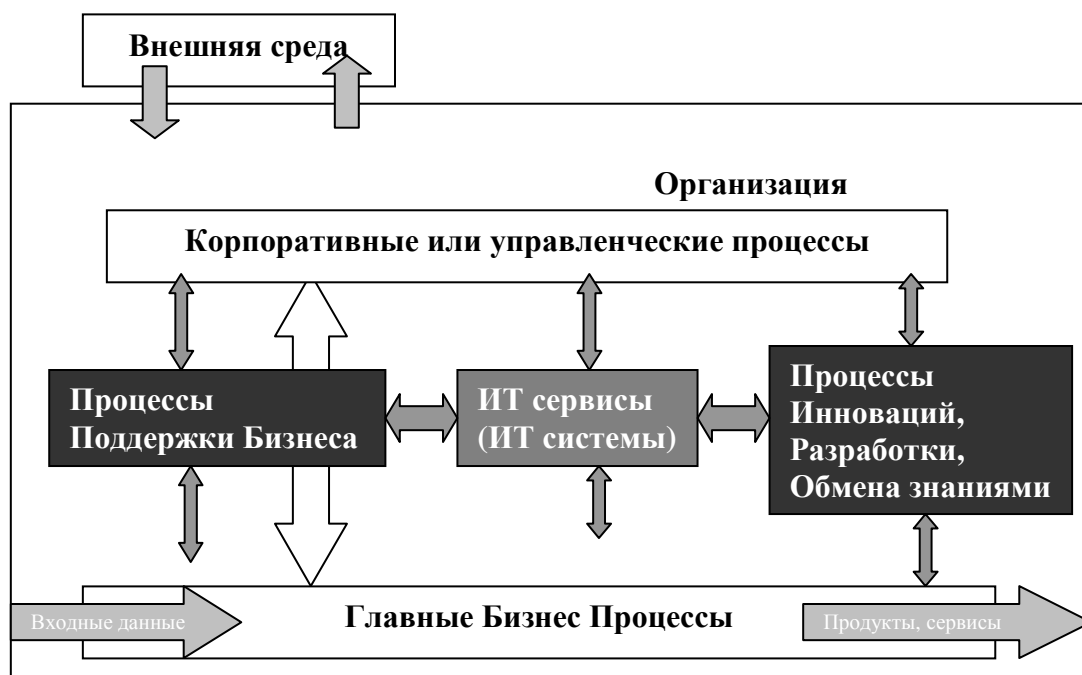 Внешняя среда
Организация
Корпоративные или управленческие процессы
Процессы
Поддержки Бизнеса
ИТ сервисы
(ИТ системы)
Процессы
Инноваций,
Разработки,
Обмена знаниями
Входные данные
Главные Бизнес Процессы
Продукты, сервисы